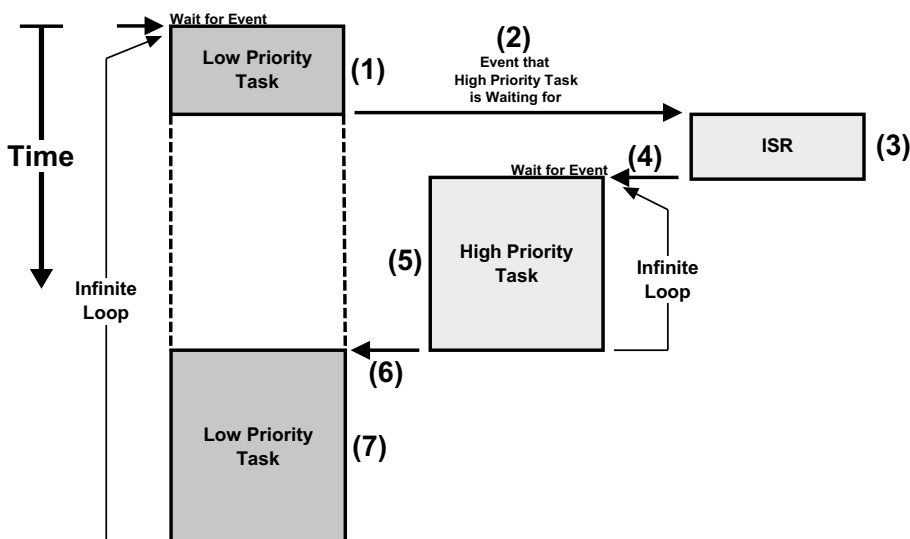 Wait for Event
Low Priority
Task
(1)
(2)
Event that
High Priority Task
is Waiting for
ISR
(3)
Time
Wait for Event
(4)
High Priority
Task
(5)
Infinite
Loop
Infinite
Loop
(6)
Low Priority
Task
(7)